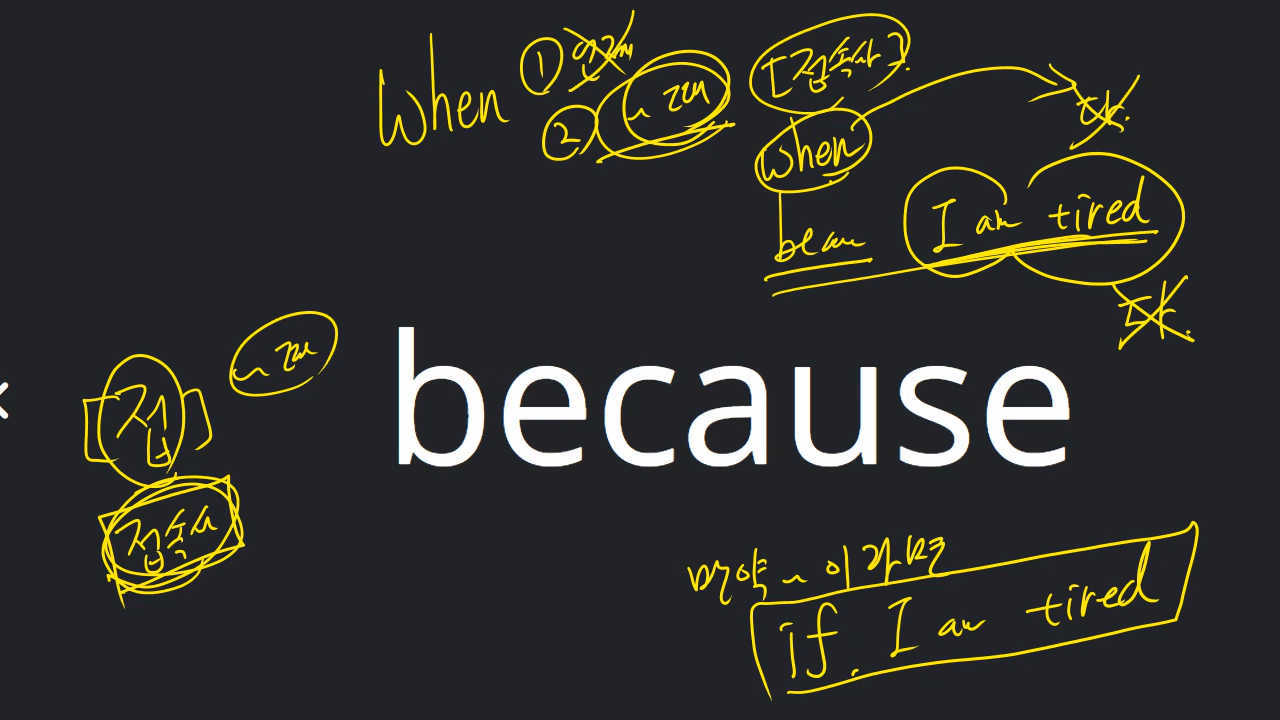 When ① 언제
② ~ 때
[접속사].
when
I am tired
[접]
because
접속사
만약 ~ 이라면
if. I am tired